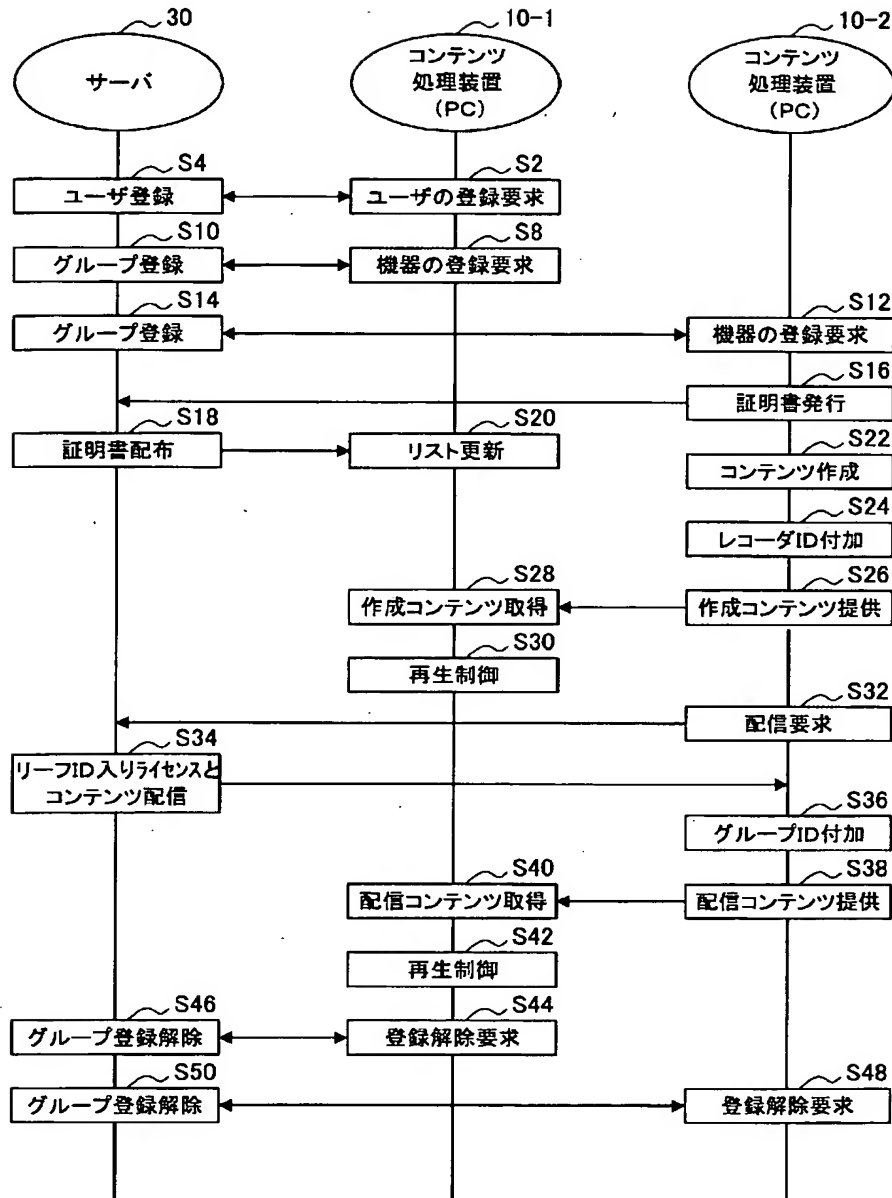 30
10-1
10-2
サーバ
コンテンツ
処理装置
(PC)
コンテンツ
処理装置
(PC)
S4
S2
ユーザ登録
ユーザの登録要求
S10
S8
グループ登録
機器の登録要求
S14
S12
グループ登録
機器の登録要求
S16
証明書発行
S18
S20
証明書配布
リスト更新
S22
コンテンツ作成
S24
レコーダID付加
S28
S26
作成コンテンツ取得
作成コンテンツ提供
S30
再生制御
S32
配信要求
S34
リーフID入りライセンスと
コンテンツ配信
S36
グループID付加
S40
S38
配信コンテンツ取得
配信コンテンツ提供
S42
再生制御
S46
S44
グループ登録解除
登録解除要求
S50
S48
グループ登録解除
登録解除要求